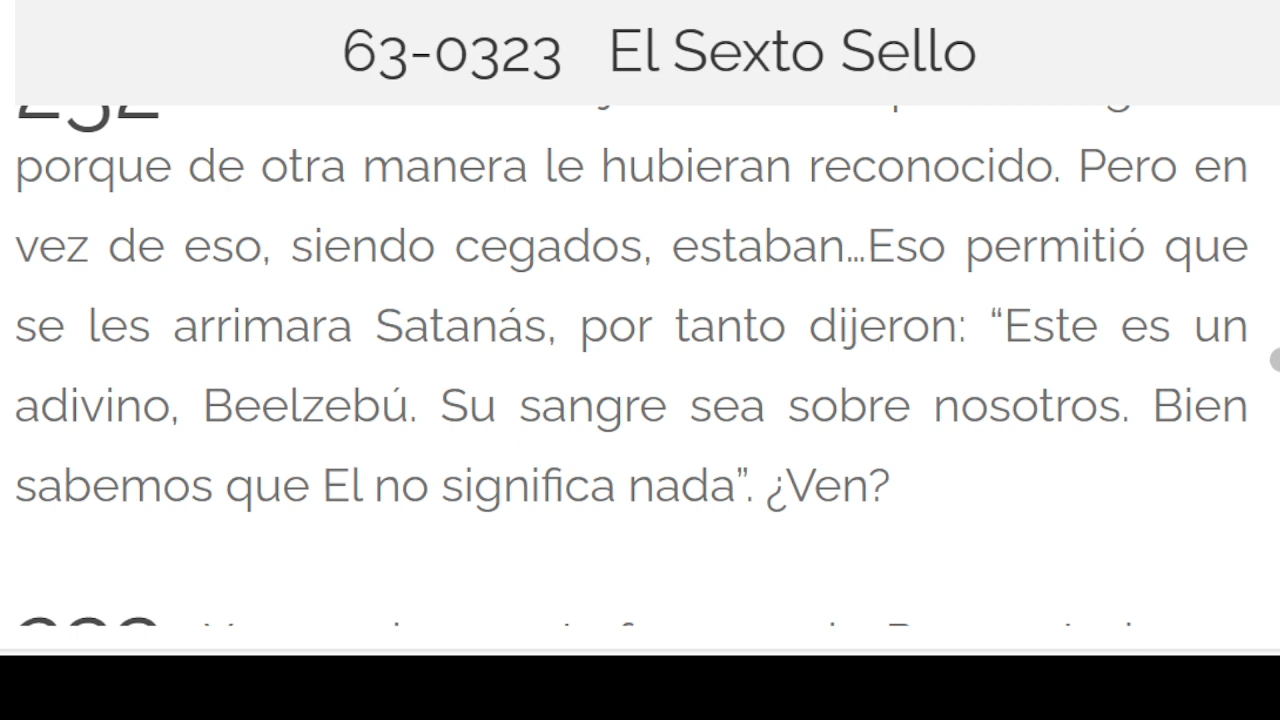 63-0323 El Sexto Sello
porque de otra manera le hubieran reconocido. Pero en
vez de eso, siendo cegados, estaban...Eso permitió que
se les arrimara Satanás, por tanto dijeron: “Este es un
adivino, Beelzebú. Su sangre sea sobre nosotros. Bien
sabemos que El no significa nada”. ¿Ven?